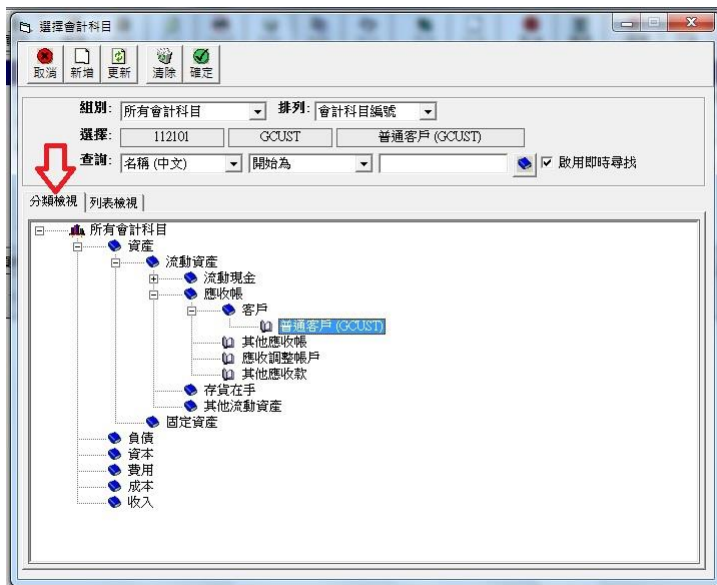 選擇會計科目
取消 新增 更新 清除 確定
組別: 所有會計科目 排列: 會計科目編號
選擇: 112101 GCUST 普通客戶 (GCUST)
查詢: 名稱 (中文) 開始為 啟用即時尋找
分類檢視 列表檢視
所有會計科目
資產
流動資產
流動現金
應收帳
客戶
普通客戶 (GCUST)
其他應收帳
應收調整帳戶
其他應收款
存貨在手
其他流動資產
固定資產
負債
資本
費用
成本
收入